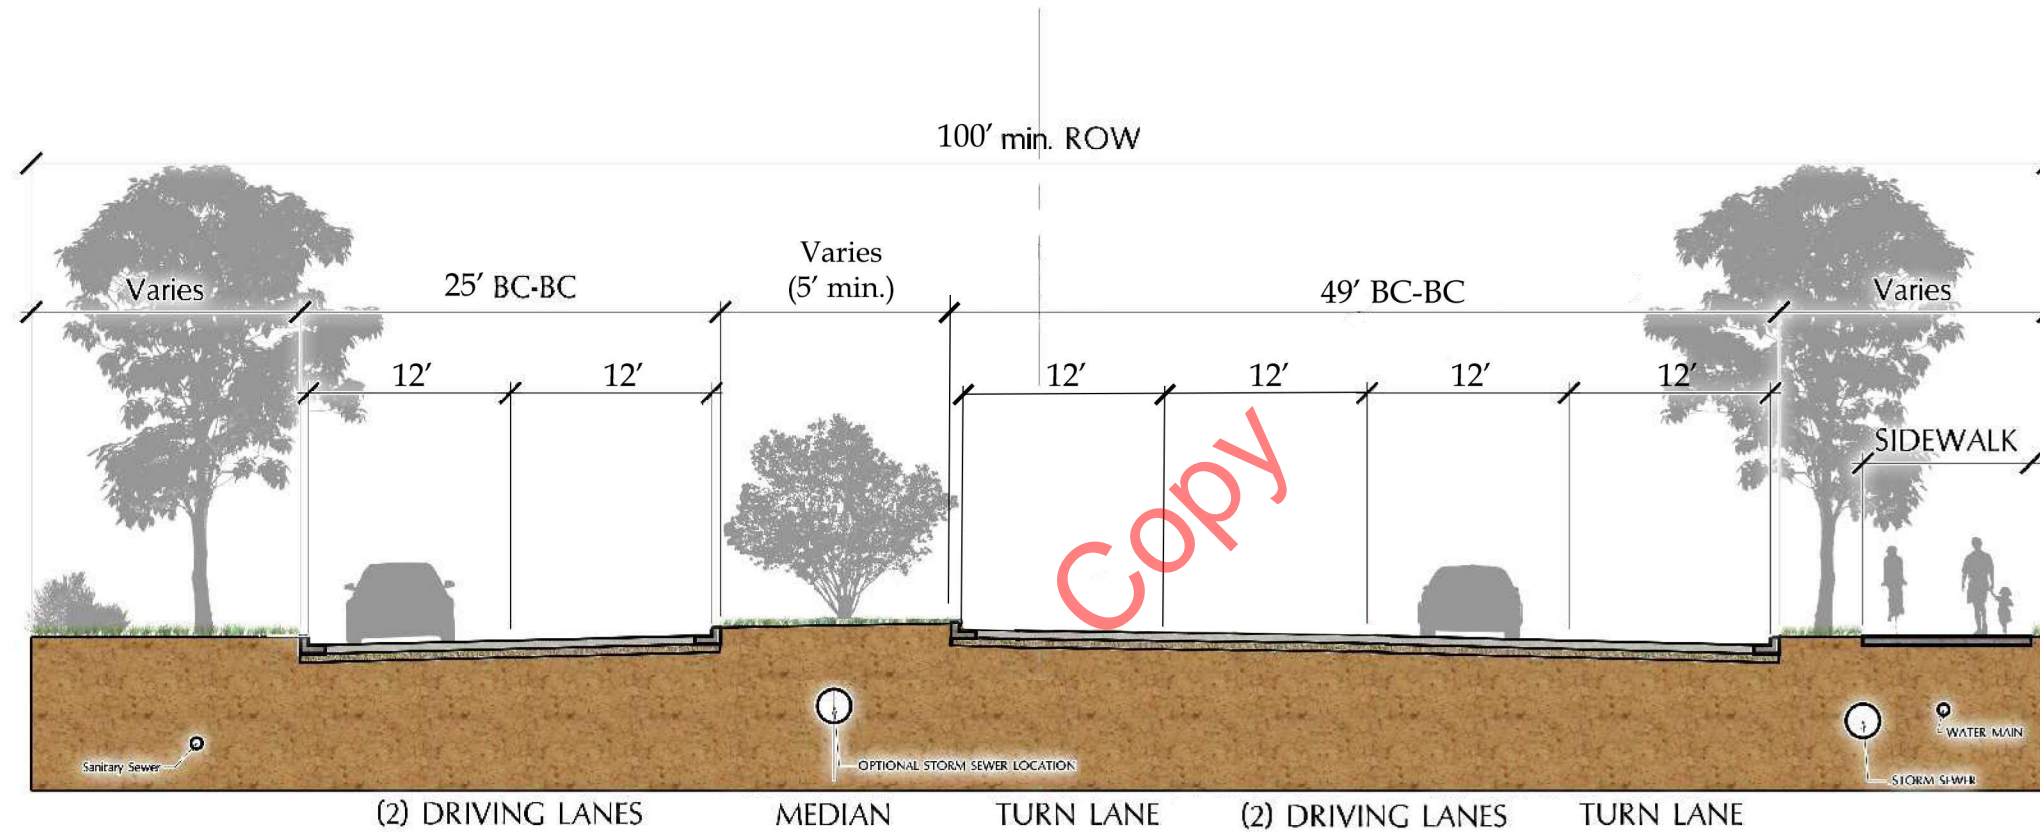 100′ min. ROW
Varies
25′ BC-BC
Varies
(5′ min.)
49′ BC-BC
Varies
12′
12′
12′
12′
12′
12′
SIDEWALK
Copy
Sanitary Sewer
OPTIONAL STORM SEWER LOCATION
WATER MAIN
STORM SEWER
(2) DRIVING LANES
MEDIAN
TURN LANE
(2) DRIVING LANES
TURN LANE